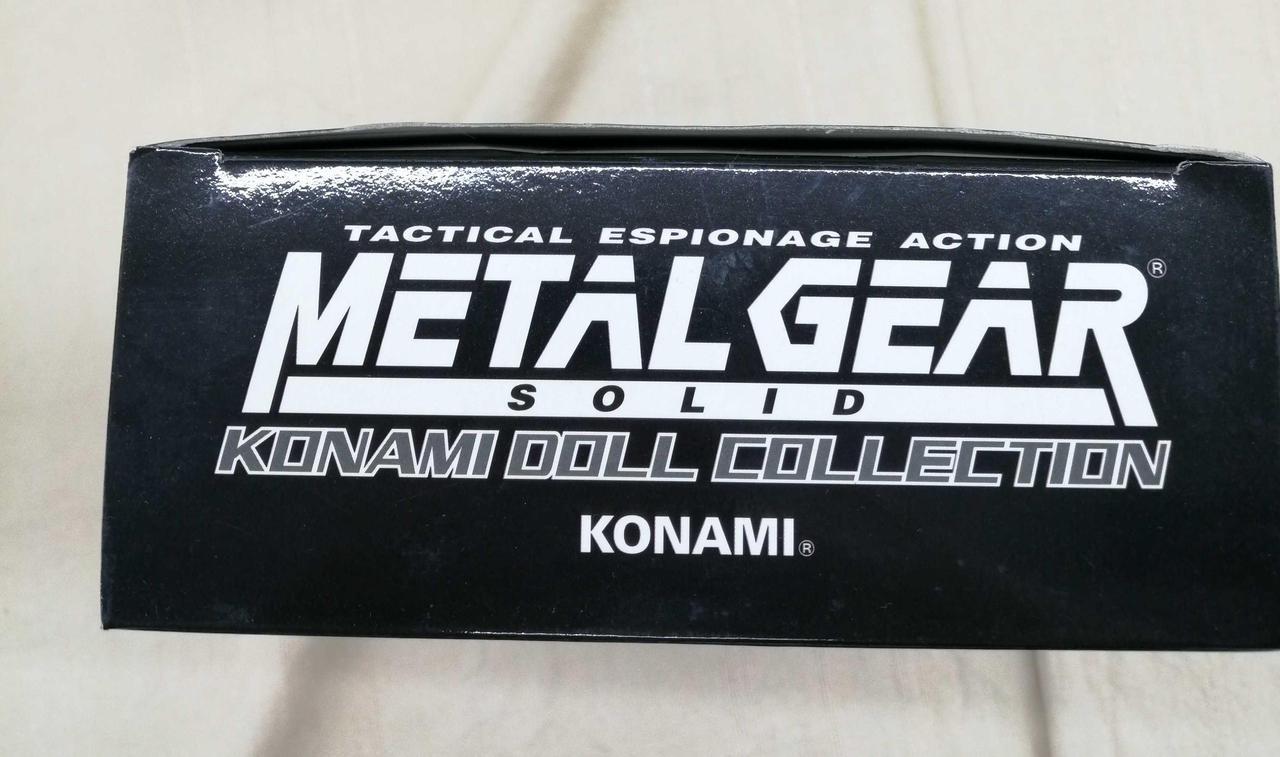 TACTICAL ESPIONAGE ACTION
METAL GEAR®
SOLID
KONAMI DOLL COLLECTION
KONAMI®